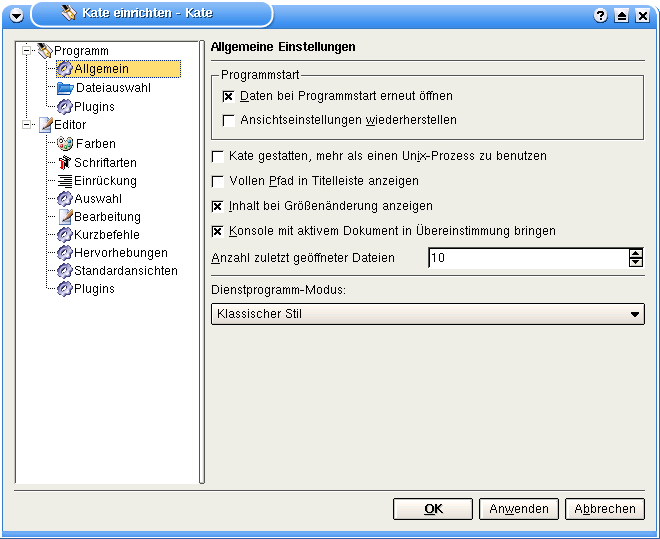 Kate einrichten - Kate
Programm
Allgemein
Dateiauswahl
Plugins
Editor
Farben
Schriftarten
Einrückung
Auswahl
Bearbeitung
Kurzbefehle
Hervorhebungen
Standardansichten
Plugins
Allgemeine Einstellungen
Programmstart
Daten bei Programmstart erneut öffnen
Ansichtseinstellungen wiederherstellen
Kate gestatten, mehr als einen Unix-Prozess zu benutzen
Vollen Pfad in Titelleiste anzeigen
Inhalt bei Größenänderung anzeigen
Konsole mit aktivem Dokument in Übereinstimmung bringen
Anzahl zuletzt geöffneter Dateien 10
Dienstprogramm-Modus:
Klassischer Stil
OK Anwenden Abbrechen